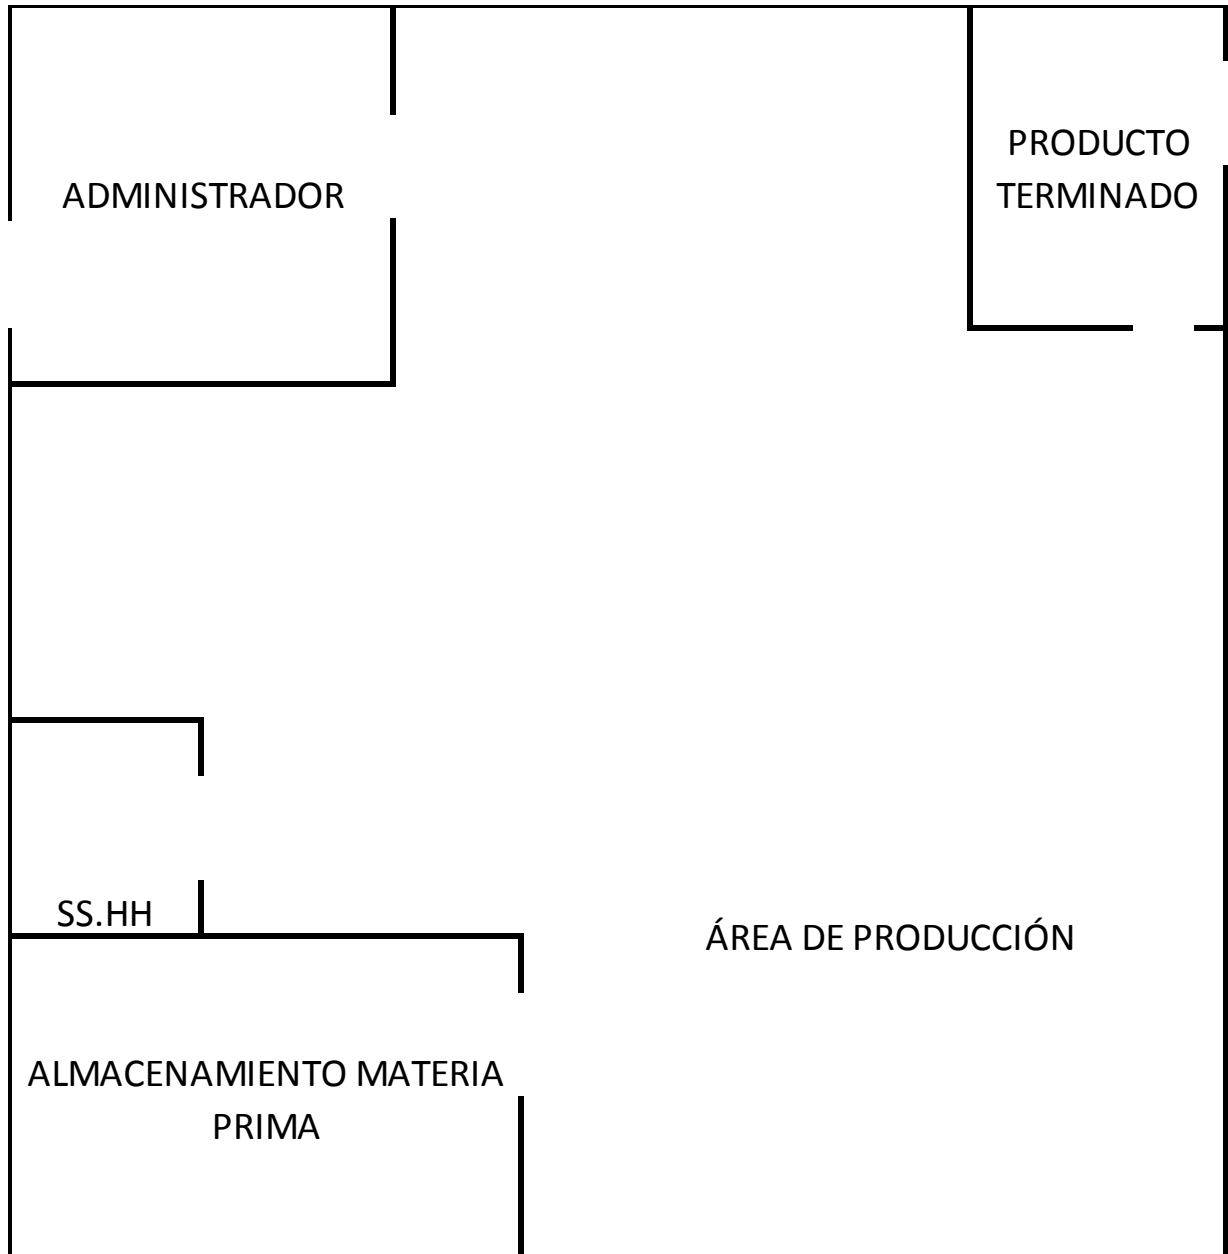 PRODUCTO
TERMINADO
ADMINISTRADOR
SS.HH
ÁREA DE PRODUCCIÓN
ALMACENAMIENTO MATERIA
PRIMA